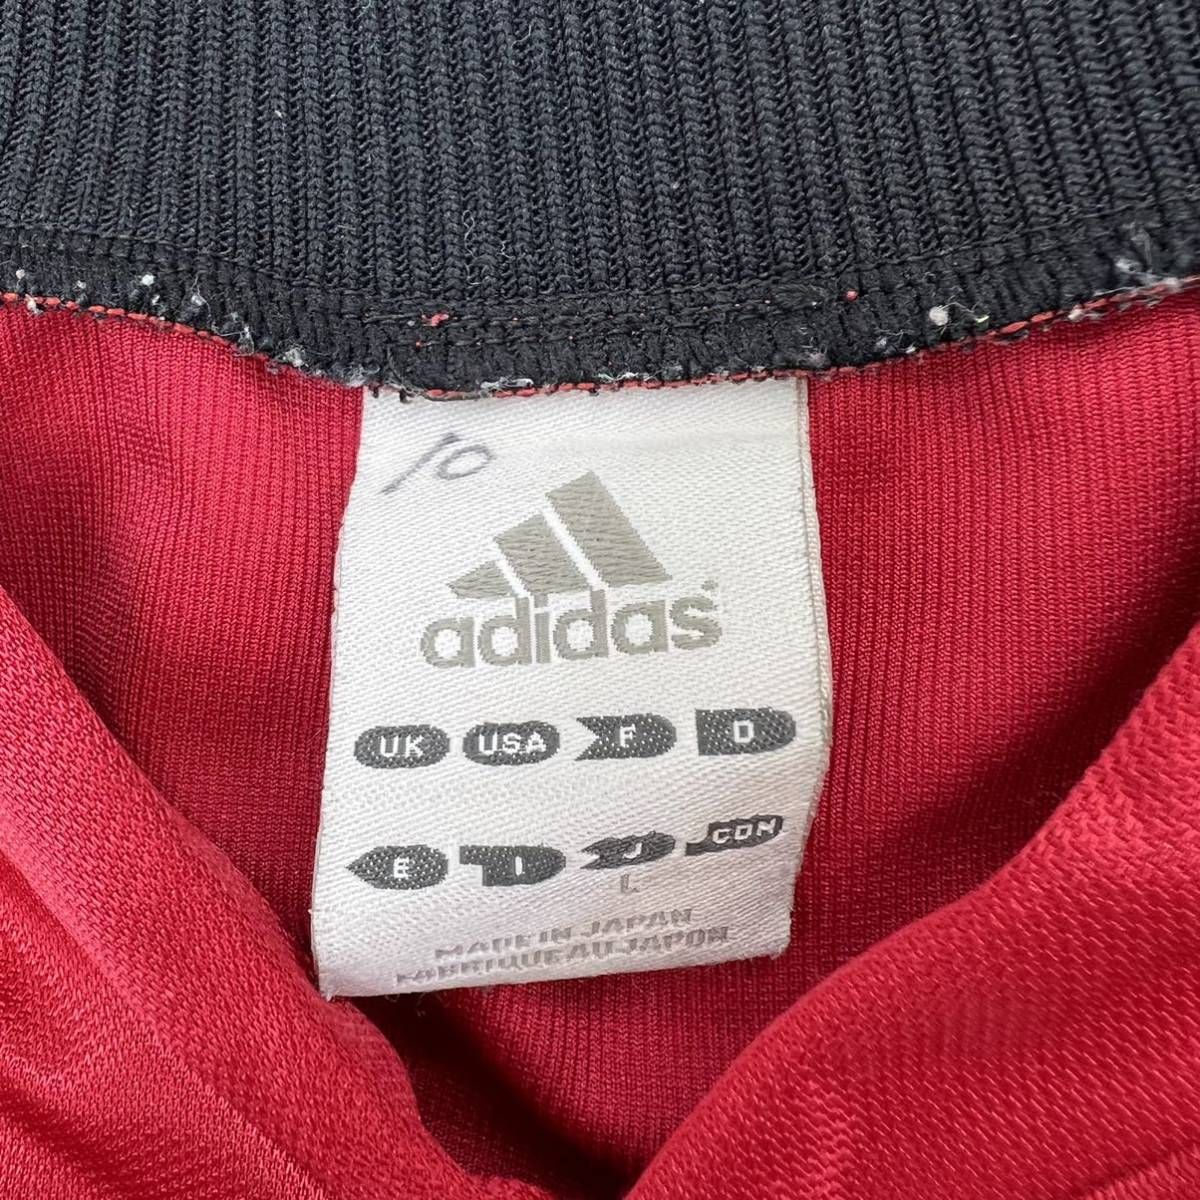 10
adidas
UK USA F D
E I J CDN
L
MADE IN JAPAN
FABRIQUE AU JAPON